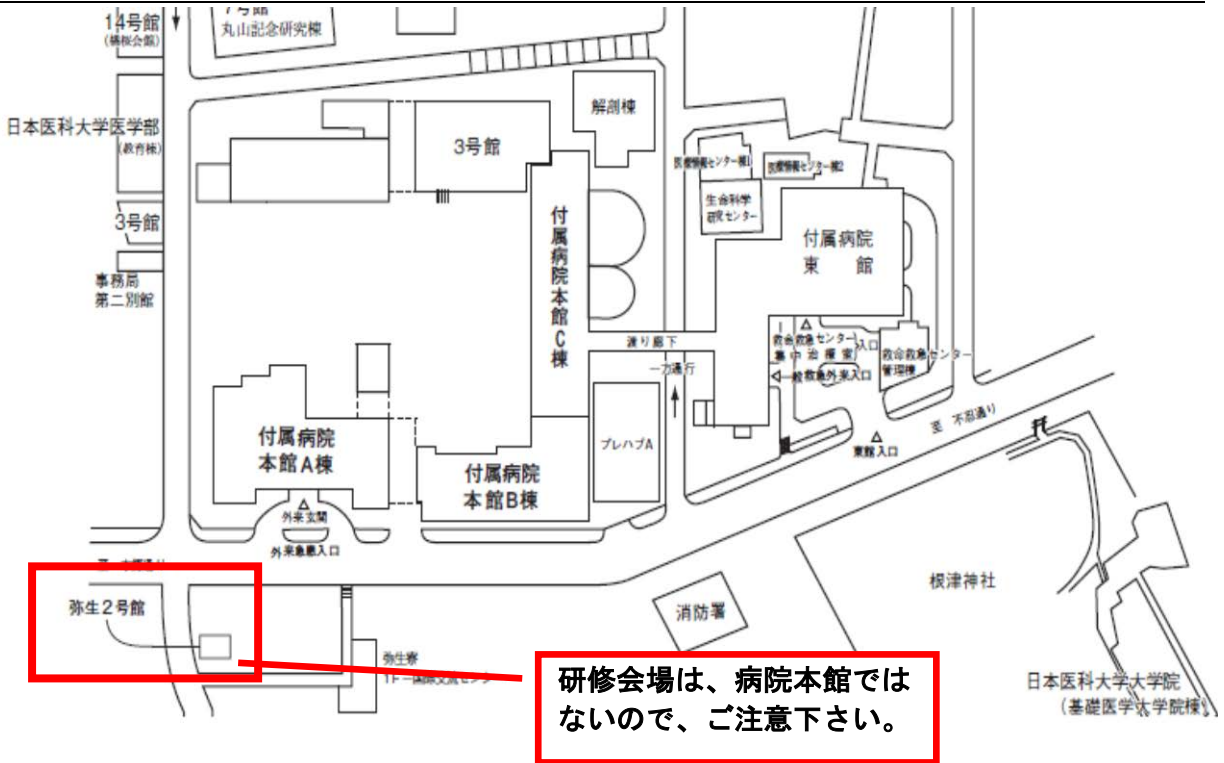 7号館
丸山記念研究棟
14号館
(橘桜会館)
日本医科大学医学部
(教育棟)
3号館
事務局
第二別館
3号館
解剖棟
医療情報センター棟1
医療情報センター棟2
生命科学
研究センター
付属病院
東 館
付属病院本館C棟
渡り廊下
一方通行
救命救急センター
集中治療室
入口
一般救急外来入口
救命救急センター
管理棟
東館入口
至 不忍通り
プレハブA
付属病院
本館A棟
付属病院
本館B棟
外来玄関
外来急患入口
弥生2号館
弥生寮
消防署
根津神社
日本医科大学大学院
(基礎医学大学院棟)
研修会場は、病院本館では
ないので、ご注意下さい。